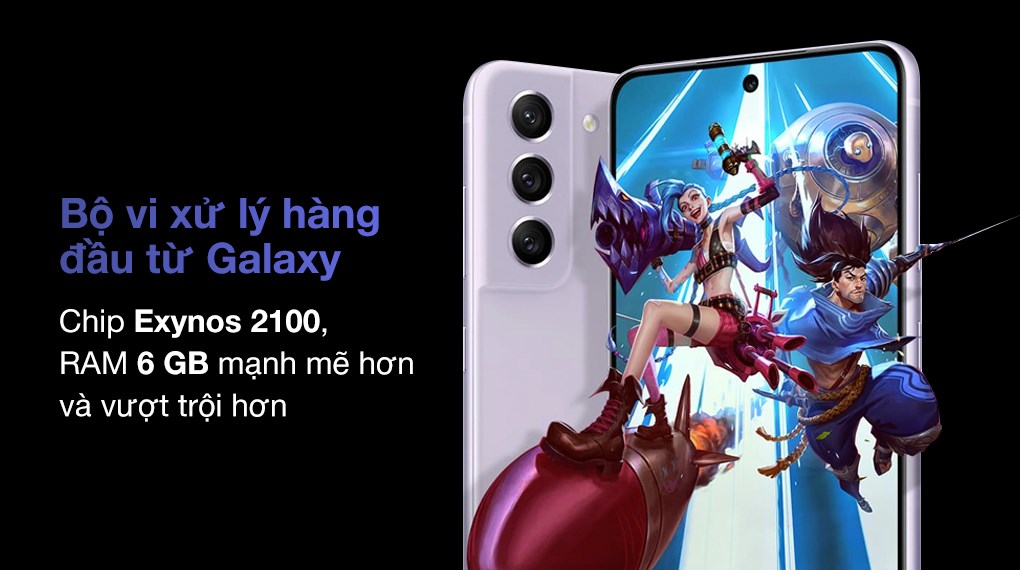 Bộ vi xử lý hàng
đầu từ Galaxy
Chip Exynos 2100,
RAM 6 GB mạnh mẽ hơn
và vượt trội hơn